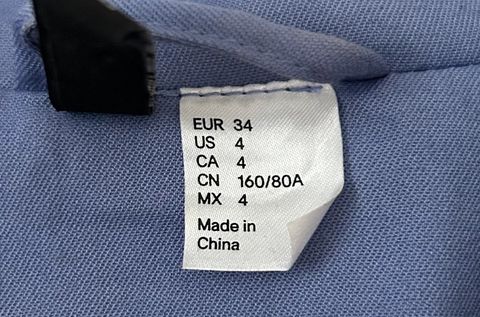 EUR 34
US 4
CA 4
CN 160/80A
MX 4
Made in
China